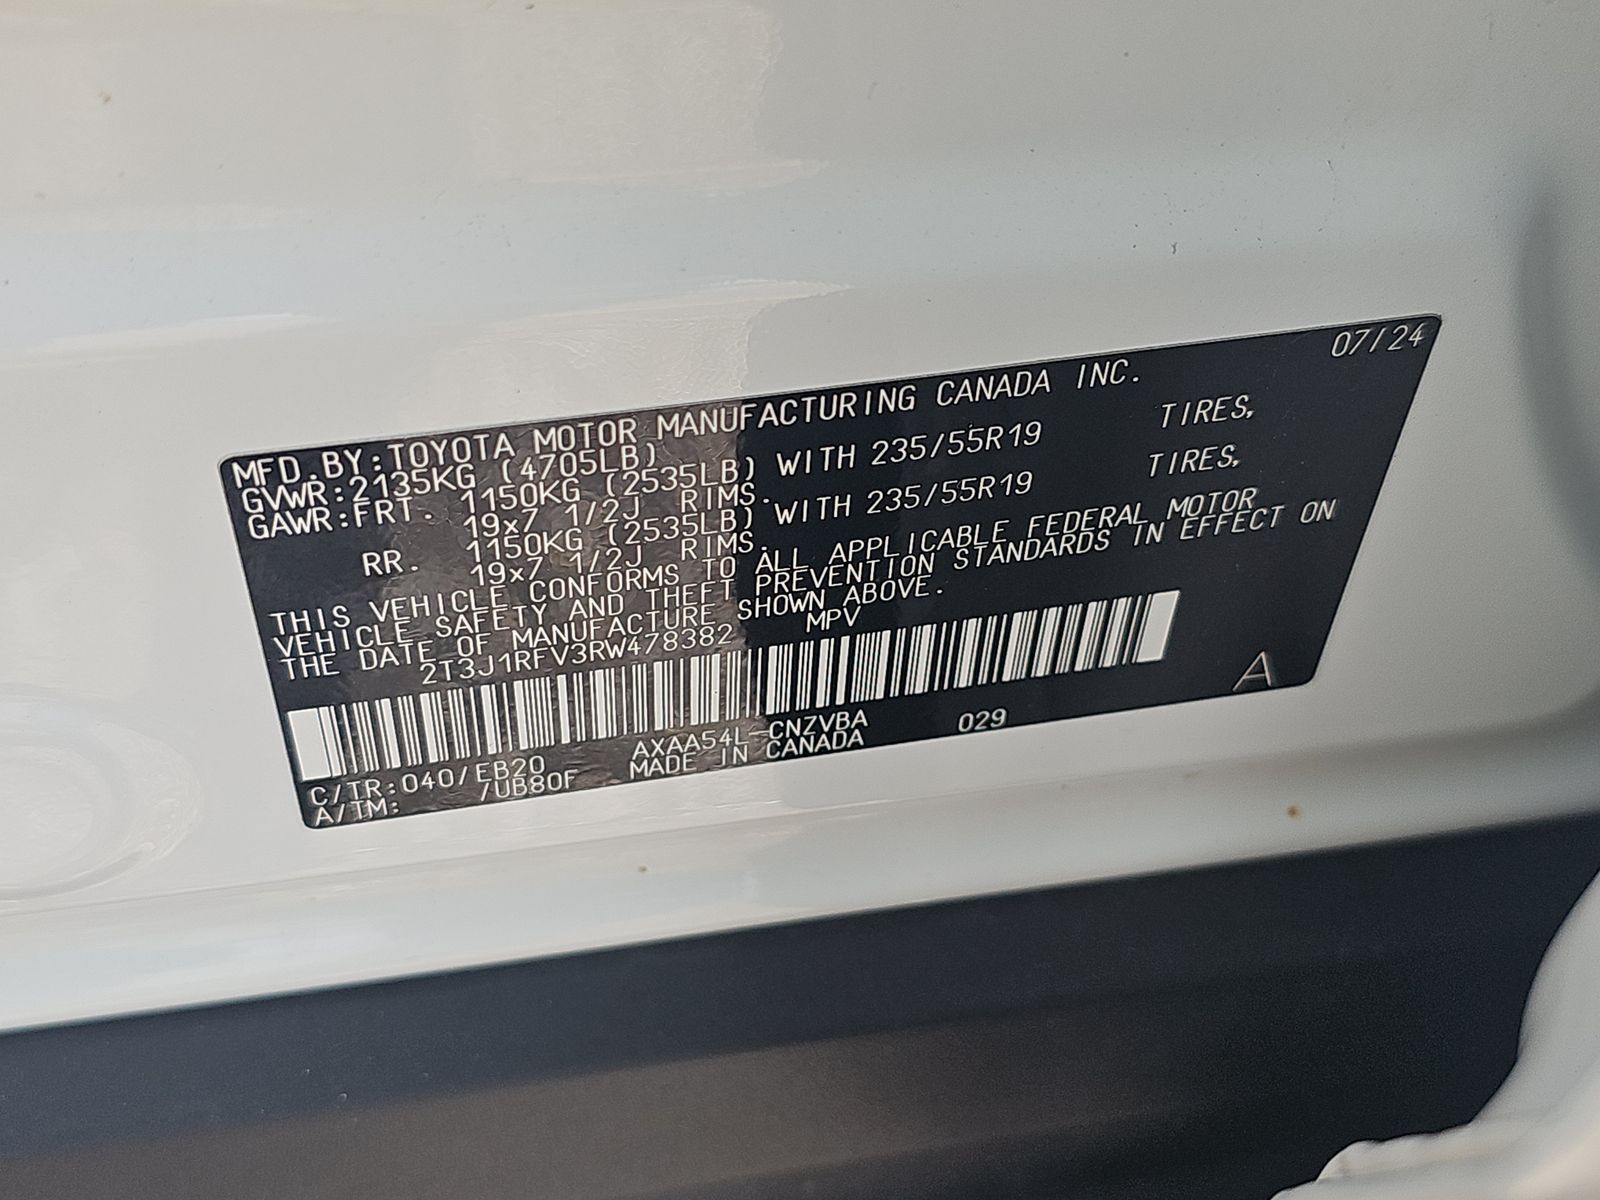 07/24
MFD.BY:TOYOTA MOTOR MANUFACTURING CANADA INC.
GVWR:2135KG (4705LB)
GAWR:FRT. 1150KG (2535LB) WITH 235/55R19 TIRES,
19x7 1/2J RIMS.
RR. 1150KG (2535LB) WITH 235/55R19 TIRES,
19x7 1/2J RIMS.
THIS VEHICLE CONFORMS TO ALL APPLICABLE FEDERAL MOTOR
VEHICLE SAFETY AND THEFT PREVENTION STANDARDS IN EFFECT ON
THE DATE OF MANUFACTURE SHOWN ABOVE.
2T3J1RFV3RW478382 MPV
A
C/TR:040/EB20 AXAA54L-CNZVBA 029
A/TM: /UB80F MADE IN CANADA